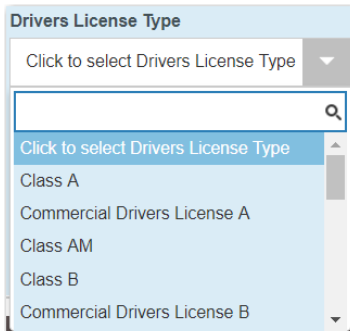 Drivers License Type
Click to select Drivers License Type
Click to select Drivers License Type
Class A
Commercial Drivers License A
Class AM
Class B
Commercial Drivers License B